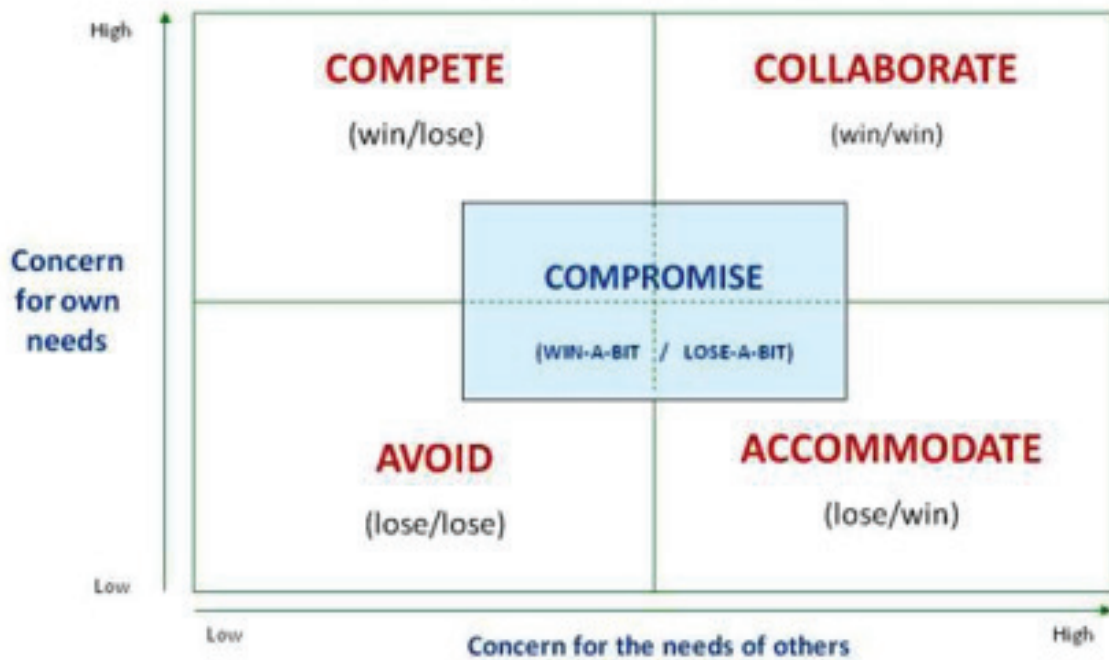 High
COMPETE
COLLABORATE
(win/lose)
(win/win)
Concern
for own
needs
COMPROMISE
(WIN-A-BIT / LOSE-A-BIT)
AVOID
ACCOMMODATE
(lose/lose)
(lose/win)
Low
Low
Concern for the needs of others
High